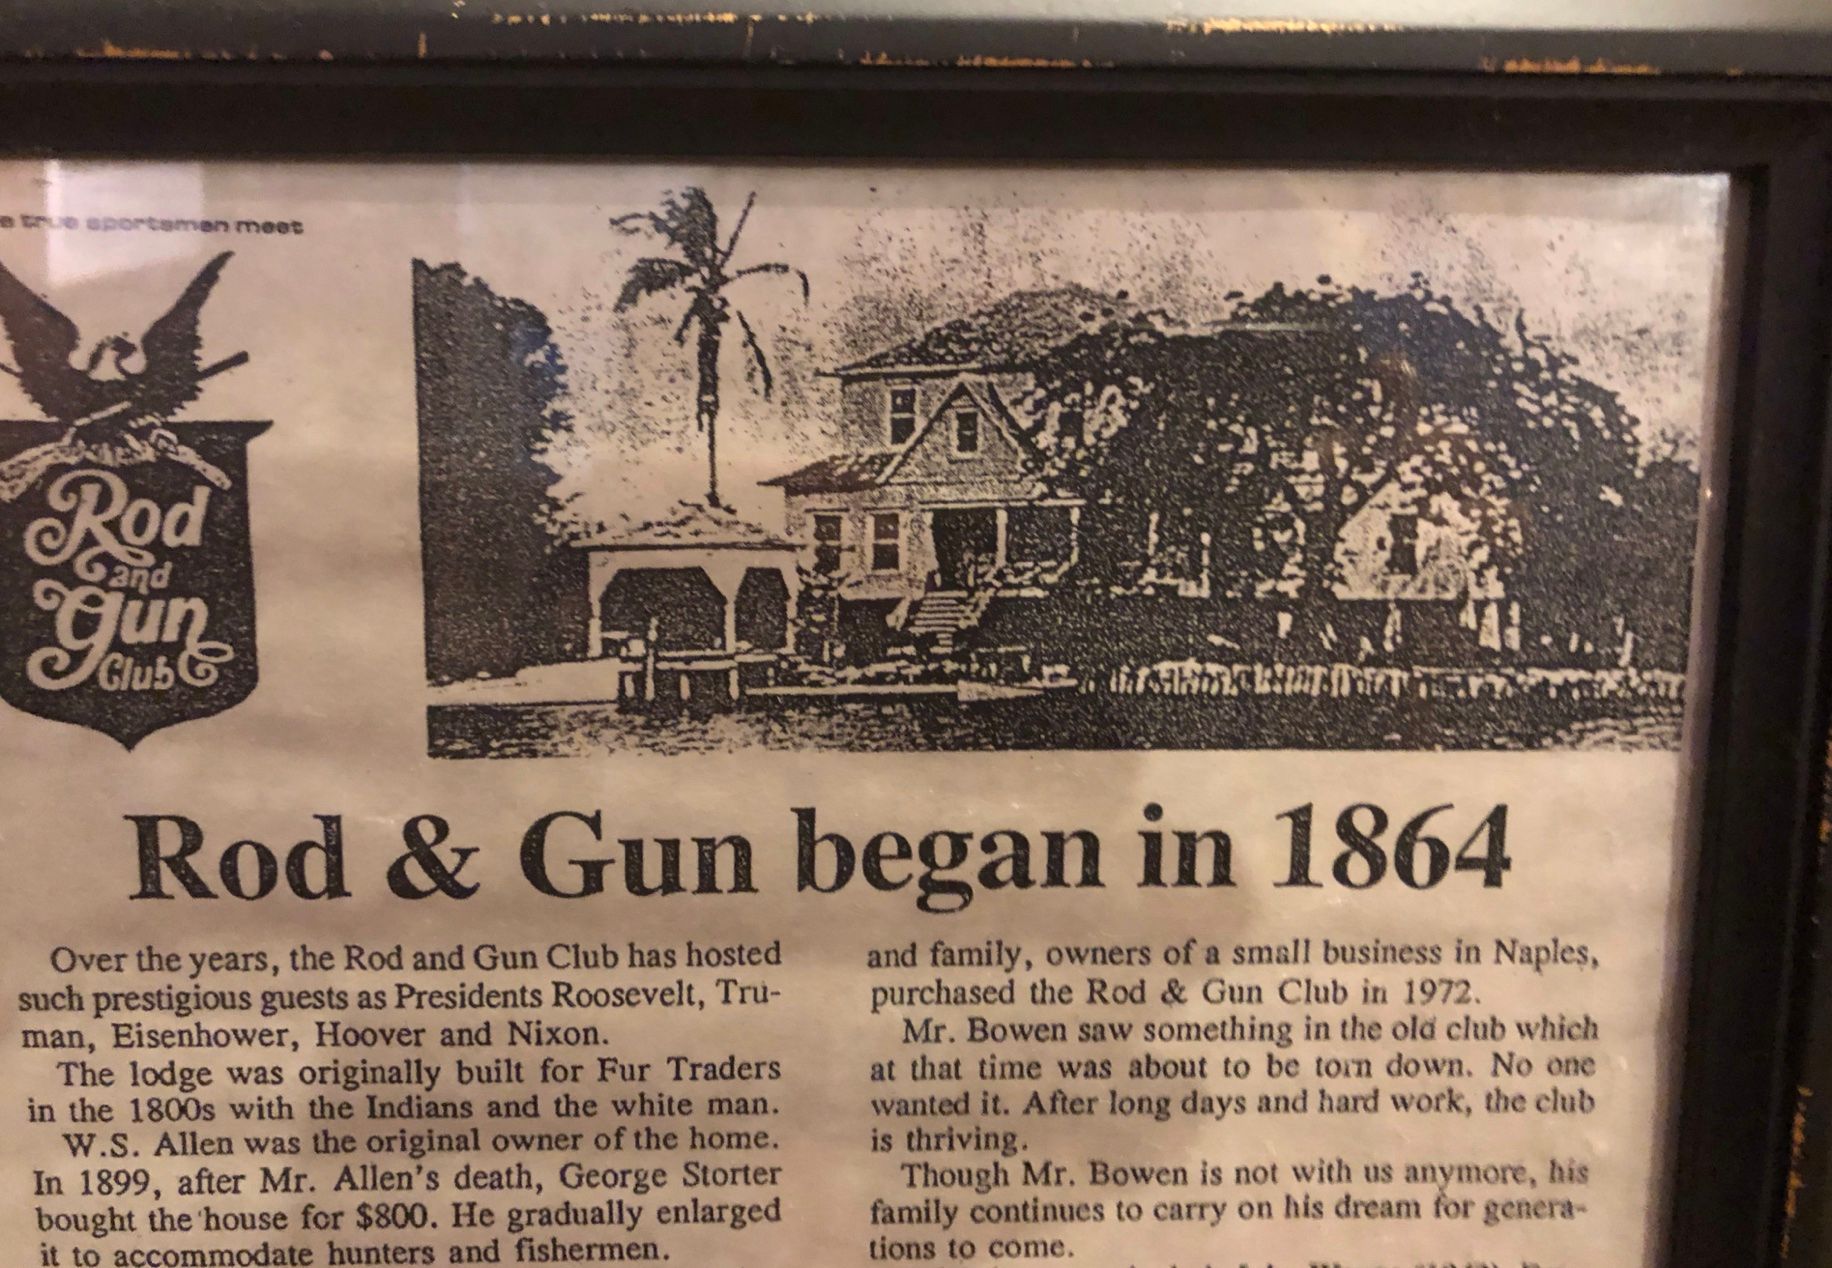 true sportsmen meet
Rod
and
Gun
Club
Rod & Gun began in 1864
Over the years, the Rod and Gun Club has hosted
such prestigious guests as Presidents Roosevelt, Tru-
man, Eisenhower, Hoover and Nixon.
The lodge was originally built for Fur Traders
in the 1800s with the Indians and the white man.
W.S. Allen was the original owner of the home.
In 1899, after Mr. Allen's death, George Storter
bought the house for $800. He gradually enlarged
it to accommodate hunters and fishermen.
and family, owners of a small business in Naples,
purchased the Rod & Gun Club in 1972.
Mr. Bowen saw something in the old club which
at that time was about to be torn down. No one
wanted it. After long days and hard work, the club
is thriving.
Though Mr. Bowen is not with us anymore, his
family continues to carry on his dream for genera-
tions to come.